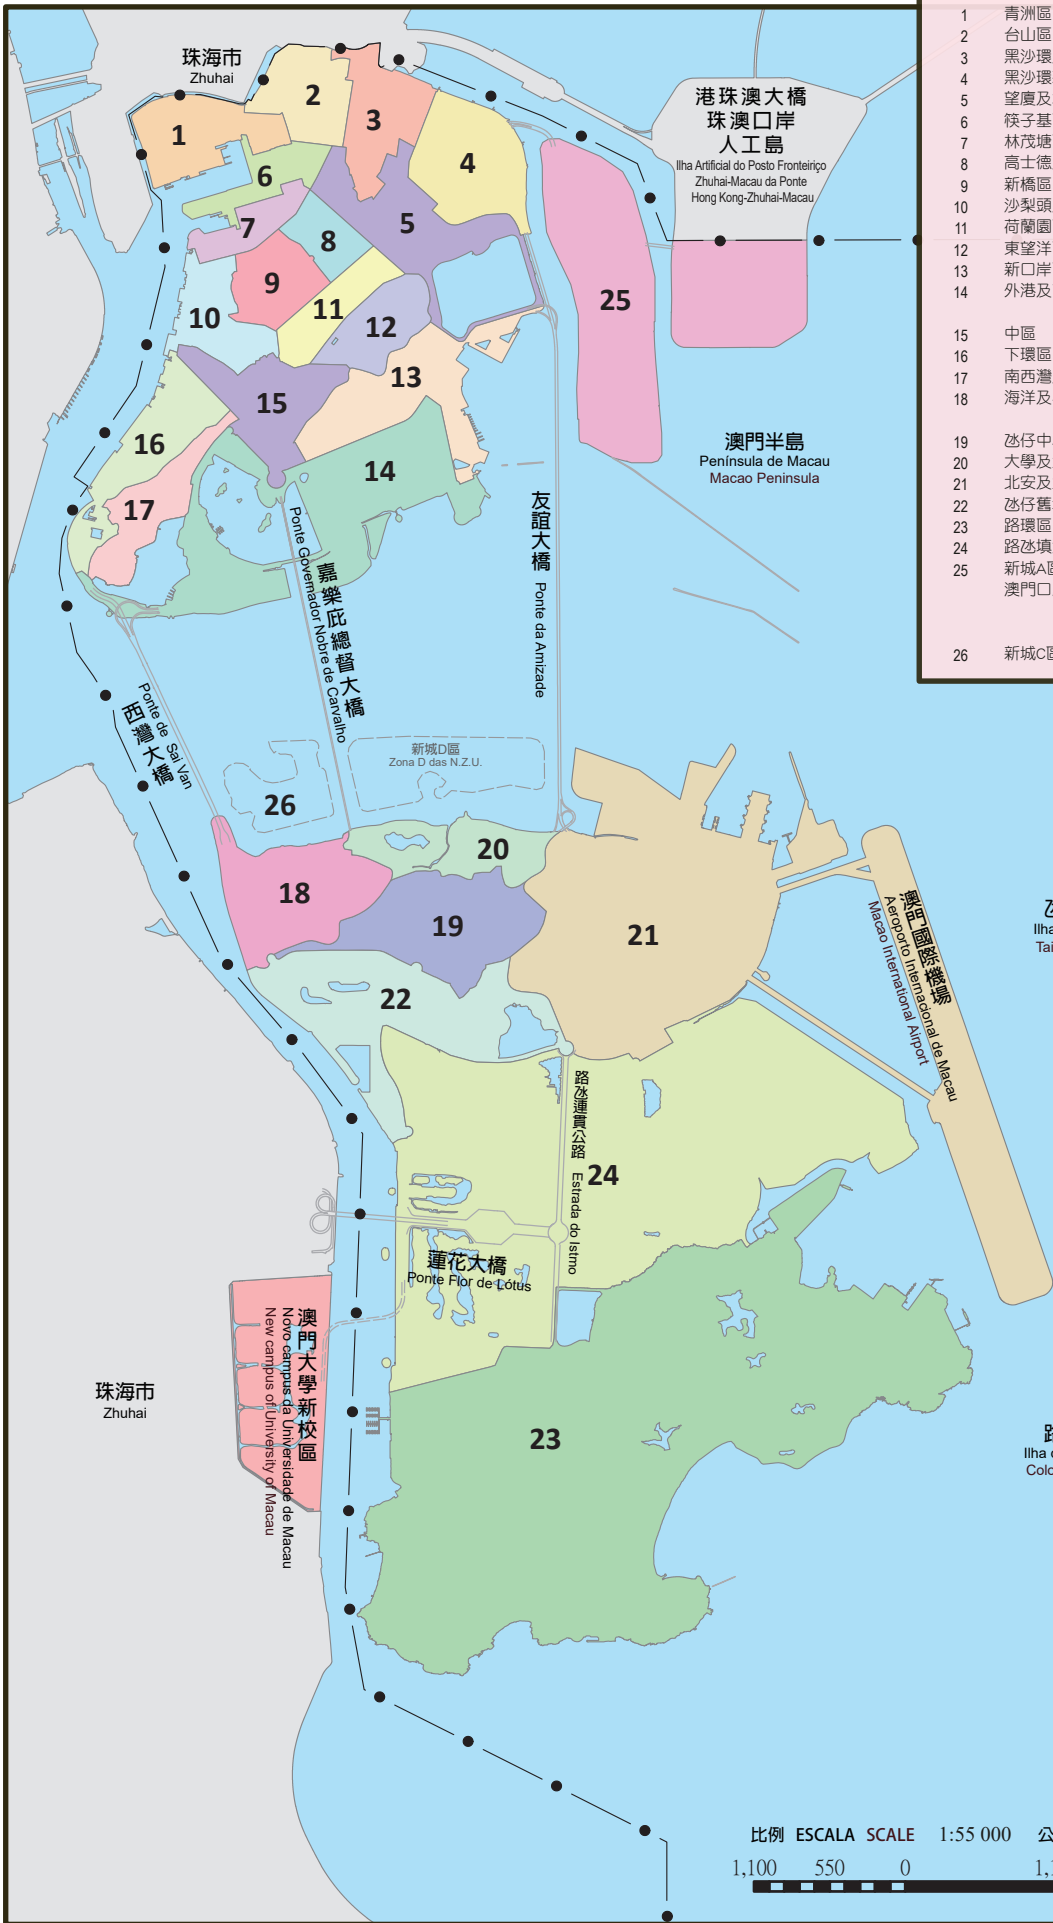 珠海市
Zhuhai
港珠澳大橋
珠澳口岸
人工島
Ilha Artificial do Posto Fronteiriço
Zhuhai-Macau da Ponte
Hong Kong-Zhuhai-Macau
1 青洲區
2 台山區
3 黑沙環
4 黑沙環
5 望廈及
6 筷子基
7 林茂塘
8 高士德
9 新橋區
10 沙梨頭
11 荷蘭園
12 東望洋
13 新口岸
14 外港及
15 中區
16 下環區
17 南西灣
18 海洋及
19 氹仔中
20 大學及
21 北安及
22 氹仔舊
23 路環區
24 路氹填
25 新城A區
澳門口
26 新城C區
1
2
3
4
5
6
7
8
9
10
11
12
13
14
15
16
17
25
澳門半島
Península de Macau
Macao Peninsula
嘉樂庇總督大橋
Ponte Governador Nobre de Carvalho
友誼大橋
Ponte da Amizade
西灣大橋
Ponte de Sai Van
新城D區
Zona D das N.Z.U.
26
18
19
20
21
22
澳門國際機場
Aeroporto Internacional de Macau
Macao International Airport
Ilha
Tai
路氹連貫公路
Estrada do Istmo
24
蓮花大橋
Ponte Flor de Lótus
澳門大學新校區
Novo campus da Universidade de Macau
New campus of University of Macau
珠海市
Zhuhai
23
Ilha
Colo
比例 ESCALA SCALE 1:55 000 公
1,100 550 0